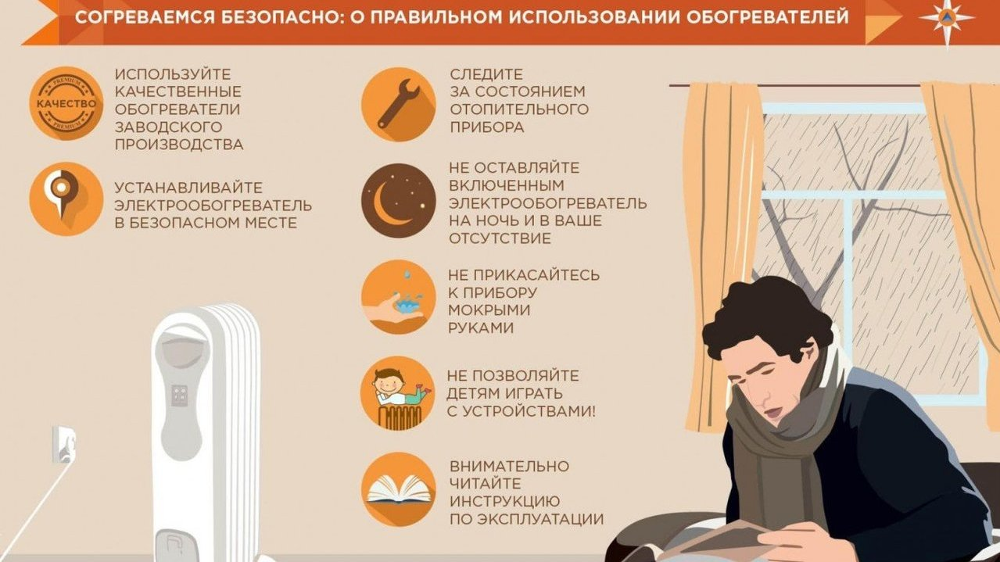 СОГРЕВАЕМСЯ БЕЗОПАСНО: О ПРАВИЛЬНОМ ИСПОЛЬЗОВАНИИ ОБОГРЕВАТЕЛЕЙ
PREMIUM
КАЧЕСТВО
PREMIUM
ИСПОЛЬЗУЙТЕ
КАЧЕСТВЕННЫЕ
ОБОГРЕВАТЕЛИ
ЗАВОДСКОГО
ПРОИЗВОДСТВА
УСТАНАВЛИВАЙТЕ
ЭЛЕКТРООБОГРЕВАТЕЛЬ
В БЕЗОПАСНОМ МЕСТЕ
СЛЕДИТЕ
ЗА СОСТОЯНИЕМ
ОТОПИТЕЛЬНОГО
ПРИБОРА
НЕ ОСТАВЛЯЙТЕ
ВКЛЮЧЕННЫМ
ЭЛЕКТРООБОГРЕВАТЕЛЬ
НА НОЧЬ И В ВАШЕ
ОТСУТСТВИЕ
НЕ ПРИКАСАЙТЕСЬ
К ПРИБОРУ
МОКРЫМИ
РУКАМИ
НЕ ПОЗВОЛЯЙТЕ
ДЕТЯМ ИГРАТЬ
С УСТРОЙСТВАМИ!
ВНИМАТЕЛЬНО
ЧИТАЙТЕ
ИНСТРУКЦИЮ
ПО ЭКСПЛУАТАЦИИ